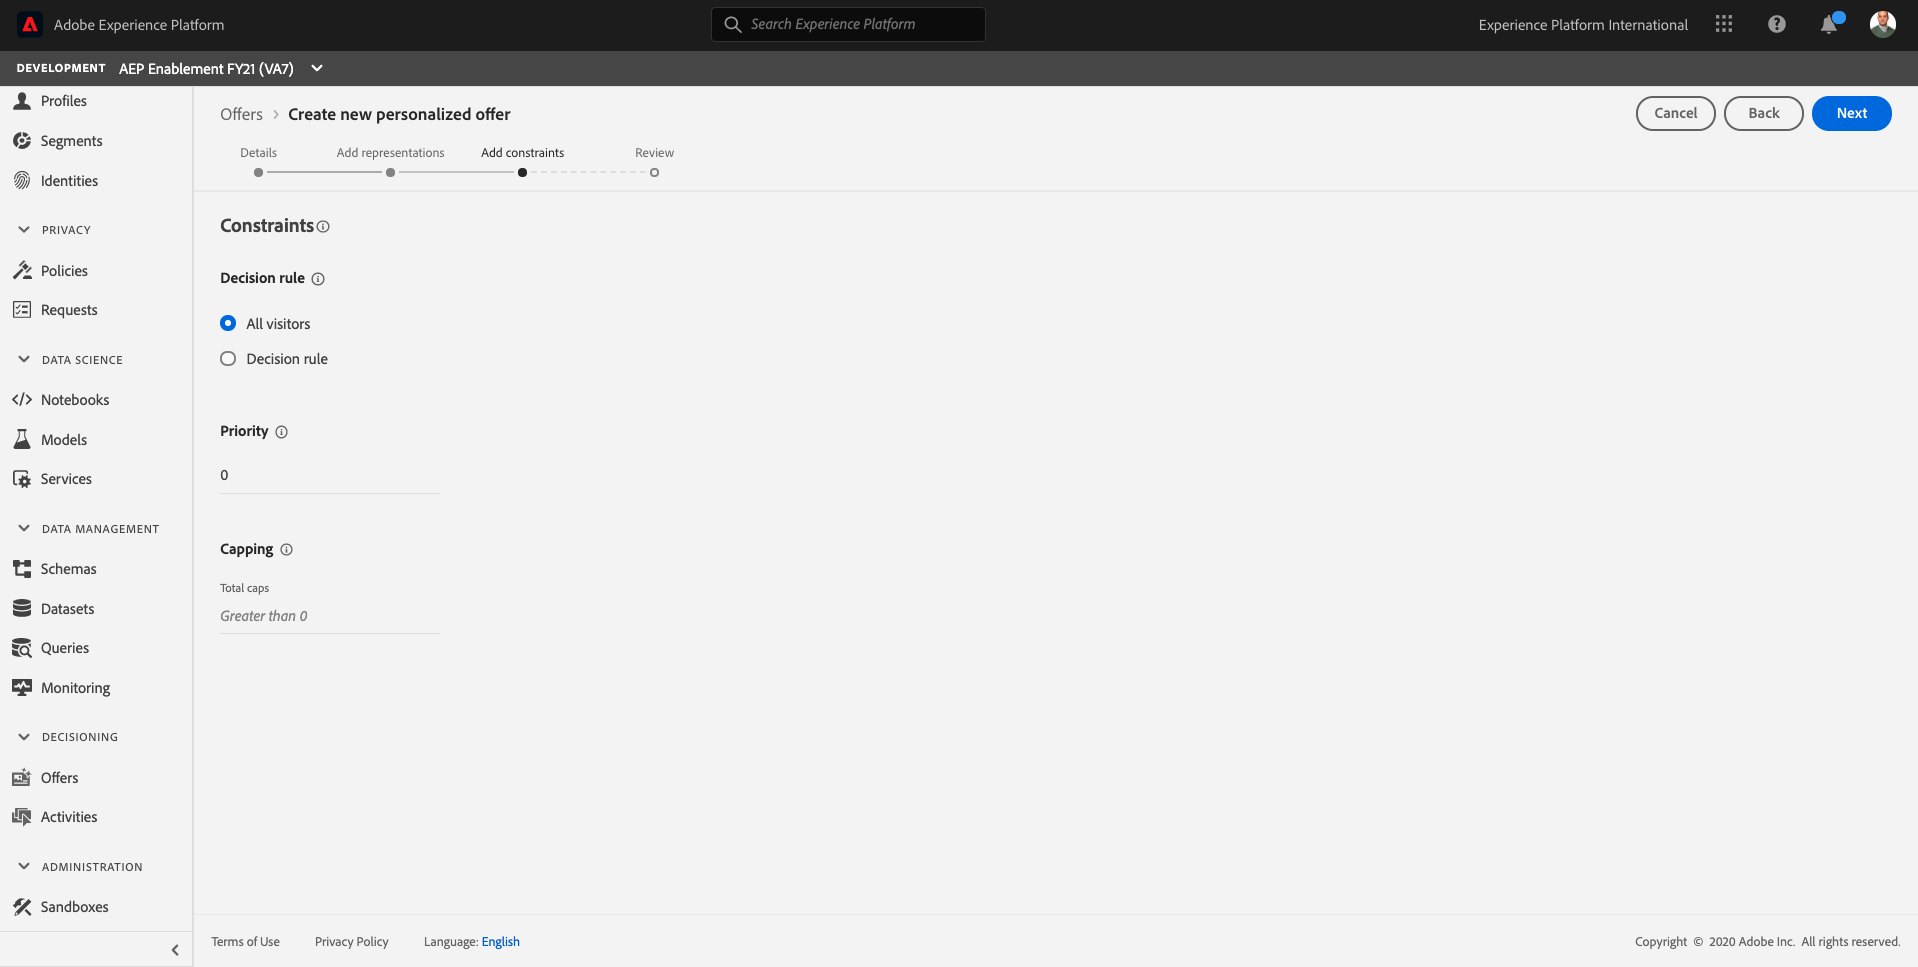 Adobe Experience Platform
Search Experience Platform
Experience Platform International
DEVELOPMENT AEP Enablement FY21 (VA7)
Profiles
Segments
Identities
PRIVACY
Policies
Requests
DATA SCIENCE
Notebooks
Models
Services
DATA MANAGEMENT
Schemas
Datasets
Queries
Monitoring
DECISIONING
Offers
Activities
ADMINISTRATION
Sandboxes
Offers > Create new personalized offer
Cancel
Back
Next
Details
Add representations
Add constraints
Review
Constraints
Decision rule
All visitors
Decision rule
Priority
0
Capping
Total caps
Greater than 0
Terms of Use
Privacy Policy
Language: English
Copyright © 2020 Adobe Inc. All rights reserved.